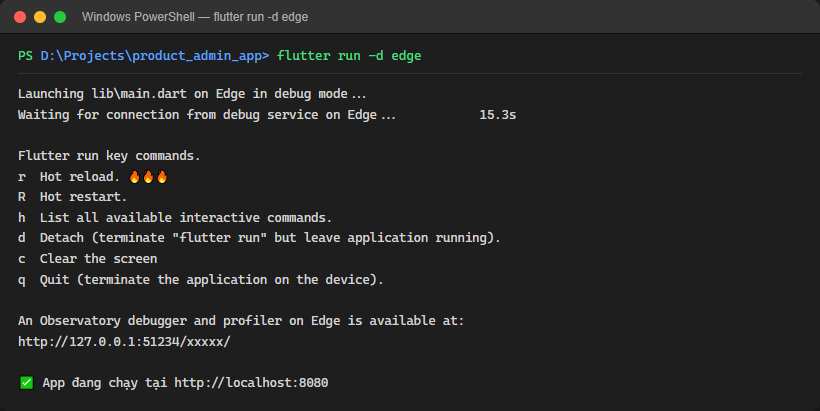 Windows PowerShell — flutter run -d edge
PS D:\Projects\product_admin_app> flutter run -d edge
Launching lib\main.dart on Edge in debug mode...
Waiting for connection from debug service on Edge... 15.3s
Flutter run key commands.
r Hot reload. 🔥🔥🔥
R Hot restart.
h List all available interactive commands.
d Detach (terminate "flutter run" but leave application running).
c Clear the screen
q Quit (terminate the application on the device).
An Observatory debugger and profiler on Edge is available at:
http://127.0.0.1:51234/xxxxx/
✅ App đang chạy tại http://localhost:8080